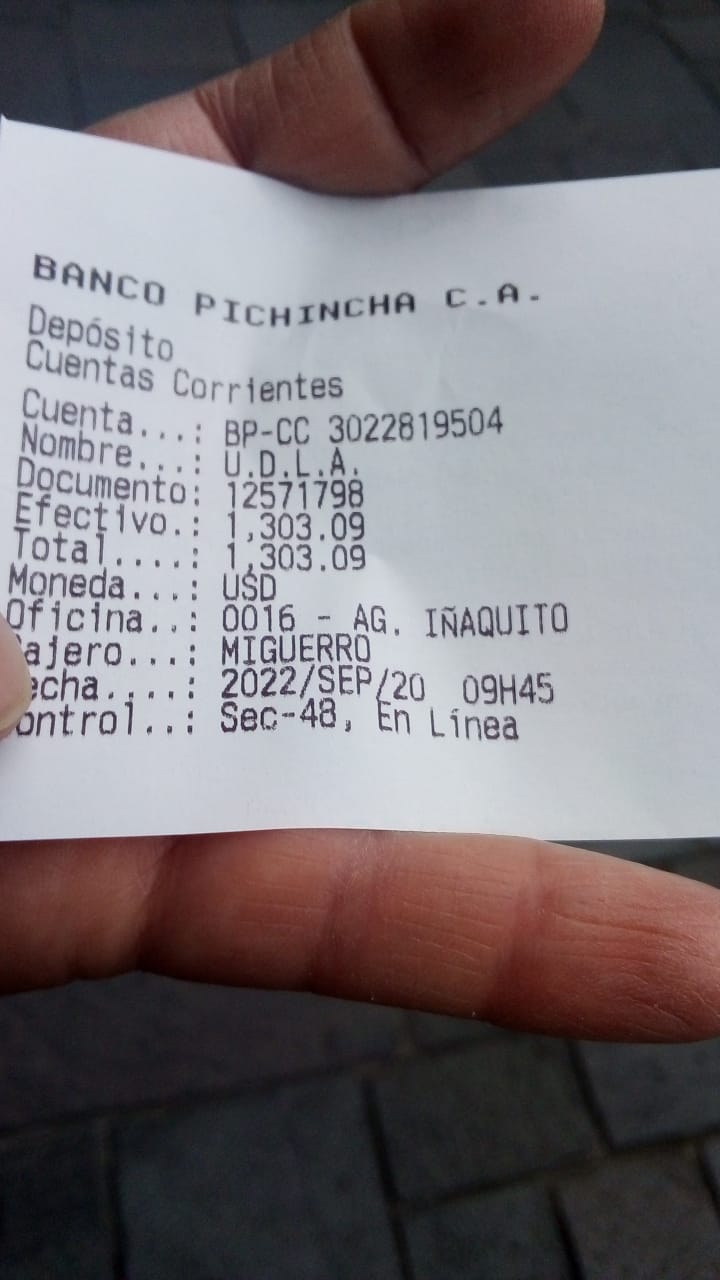 BANCO PICHINCHA C.A.
Depósito
Cuentas Corrientes
Cuenta...: BP-CC 3022819504
Nombre...: U.D.L.A.
Documento: 12571798
Efectivo.: 1,303.09
Total....: 1,303.09
Moneda...: USD
Oficina..: 0016 - AG. IÑAQUITO
ajero...: MIGUERRO
echa....: 2022/SEP/20 09H45
ontrol..: Sec-48, En Línea